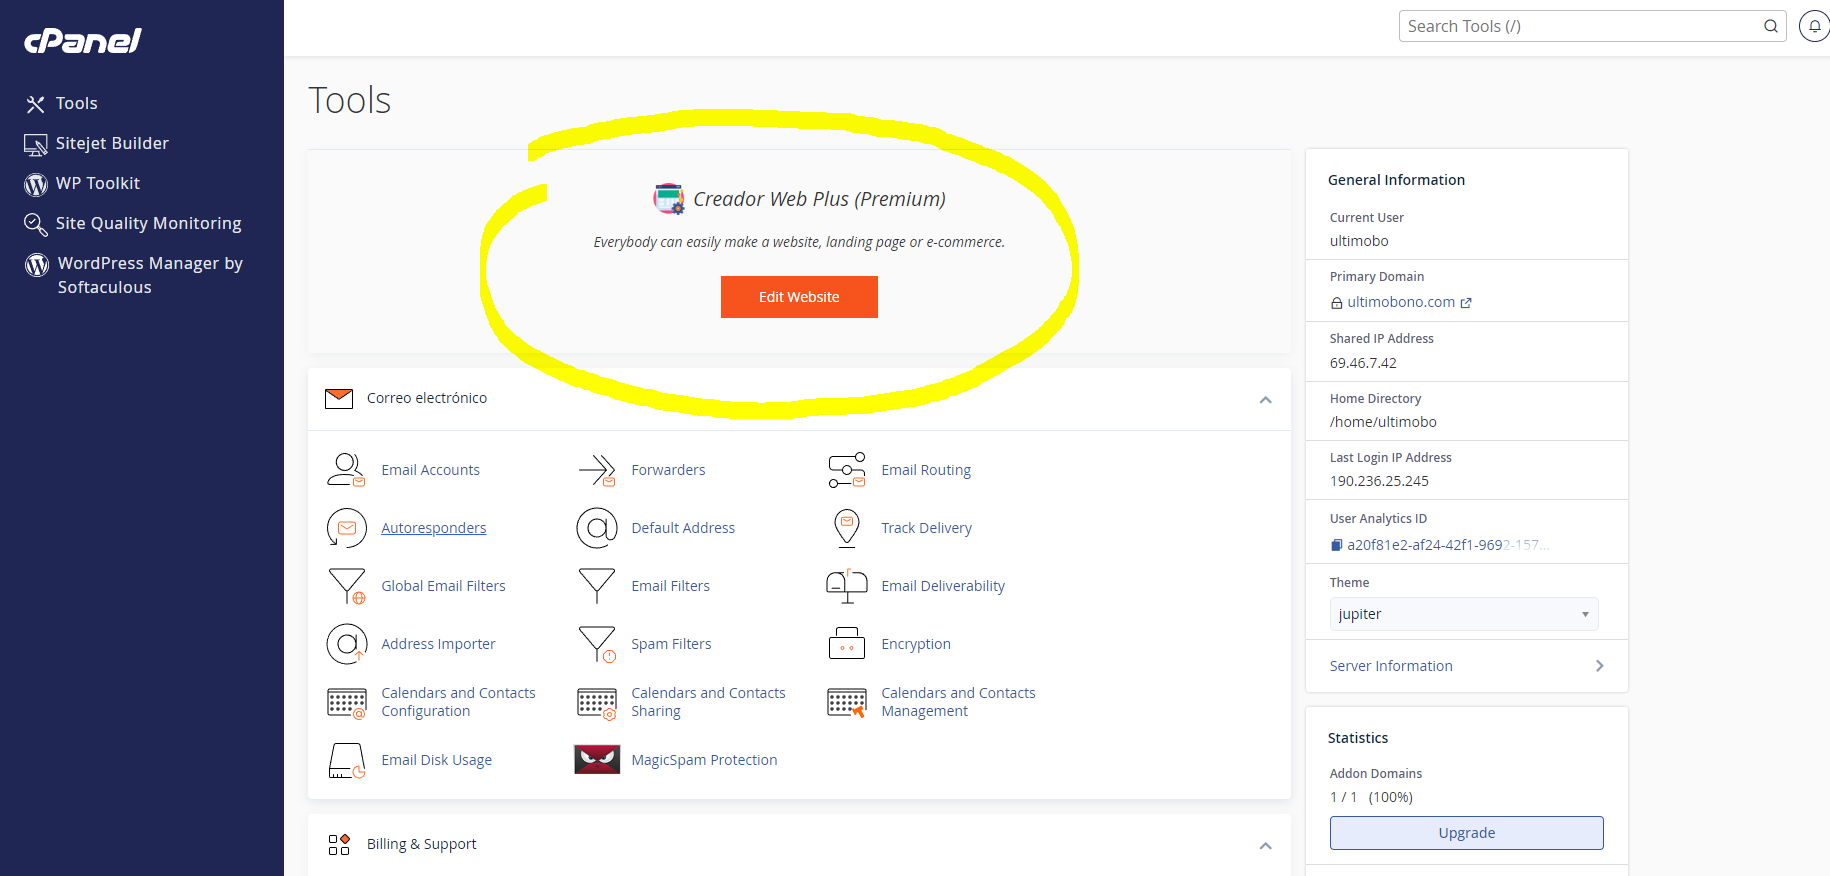 cPanel
Search Tools (/)
Tools
Sitejet Builder
WP Toolkit
Site Quality Monitoring
WordPress Manager by
Softaculous
Tools
Creador Web Plus (Premium)
Everybody can easily make a website, landing page or e-commerce.
Edit Website
Correo electrónico
Email Accounts
Forwarders
Email Routing
Autoresponders
Default Address
Track Delivery
Global Email Filters
Email Filters
Email Deliverability
Address Importer
Spam Filters
Encryption
Calendars and Contacts
Configuration
Calendars and Contacts
Sharing
Calendars and Contacts
Management
Email Disk Usage
MagicSpam Protection
Billing & Support
General Information
Current User
ultimobo
Primary Domain
ultimobono.com
Shared IP Address
69.46.7.42
Home Directory
/home/ultimobo
Last Login IP Address
190.236.25.245
User Analytics ID
a20f81e2-af24-42f1-9692-157...
Theme
jupiter
Server Information
Statistics
Addon Domains
1 / 1 (100%)
Upgrade